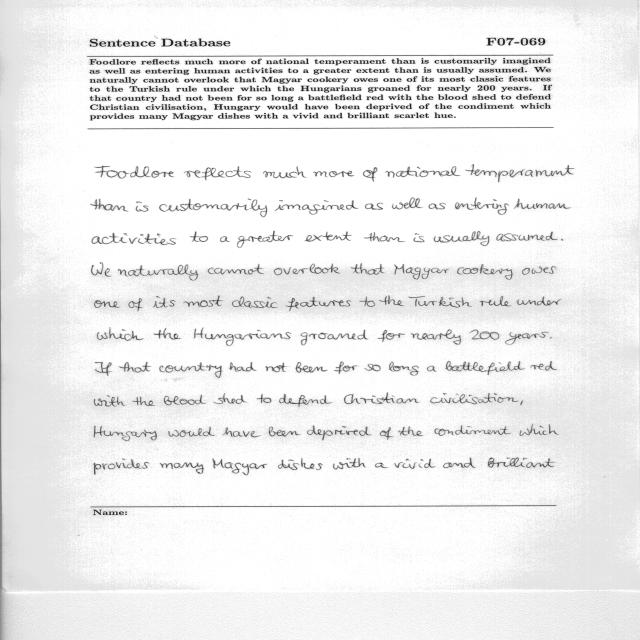 Sentence Database F07-069
Foodlore reflects much more of national temperament than is customarily imagined
as well as entering human activities to a greater extent than is usually assumed. We
naturally cannot overlook that Magyar cookery owes one of its most classic features
to the Turkish rule under which the Hungarians groaned for nearly 200 years. If
that country had not been for so long a battlefield red with the blood shed to defend
Christian civilisation, Hungary would have been deprived of the condiment which
provides many Magyar dishes with a vivid and brilliant scarlet hue.
Foodlore reflects much more of national temperament
than is customarily imagined as well as entering human
activities to a greater extent than is usually assumed.
We naturally cannot overlook that Magyar cookery owes
one of its most classic features to the Turkish rule under
which the Hungarians groaned for nearly 200 years.
If that country had not been for so long a battlefield red
with the blood shed to defend Christian civilisation,
Hungary would have been deprived of the condiment which
provides many Magyar dishes with a vivid and brilliant
Name: